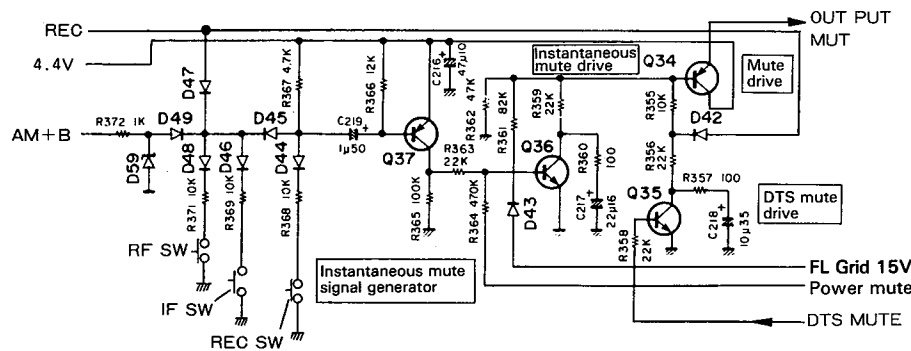 REC
4.4V
AM+B
R372 1K
D59
D49
D47
D48
R371 10K
RF SW
D46
R369 10K
IF SW
D45
R367 4.7K
D44
R368 10K
REC SW
C219
1μ50
R366 12K
C216
47μ10
Q37
R363
22K
R365 100K
R364 470K
Instantaneous mute
signal generator
Instantaneous
mute drive
R362 47K
R361 82K
D43
R359
22K
Q36
R360
100
C217
22μ16
Q34
OUT PUT
MUT
Mute
drive
R355
10K
D42
R356
22K
Q35
R357 100
R358
22K
C218
10μ35
DTS mute
drive
FL Grid 15V
Power mute
DTS MUTE